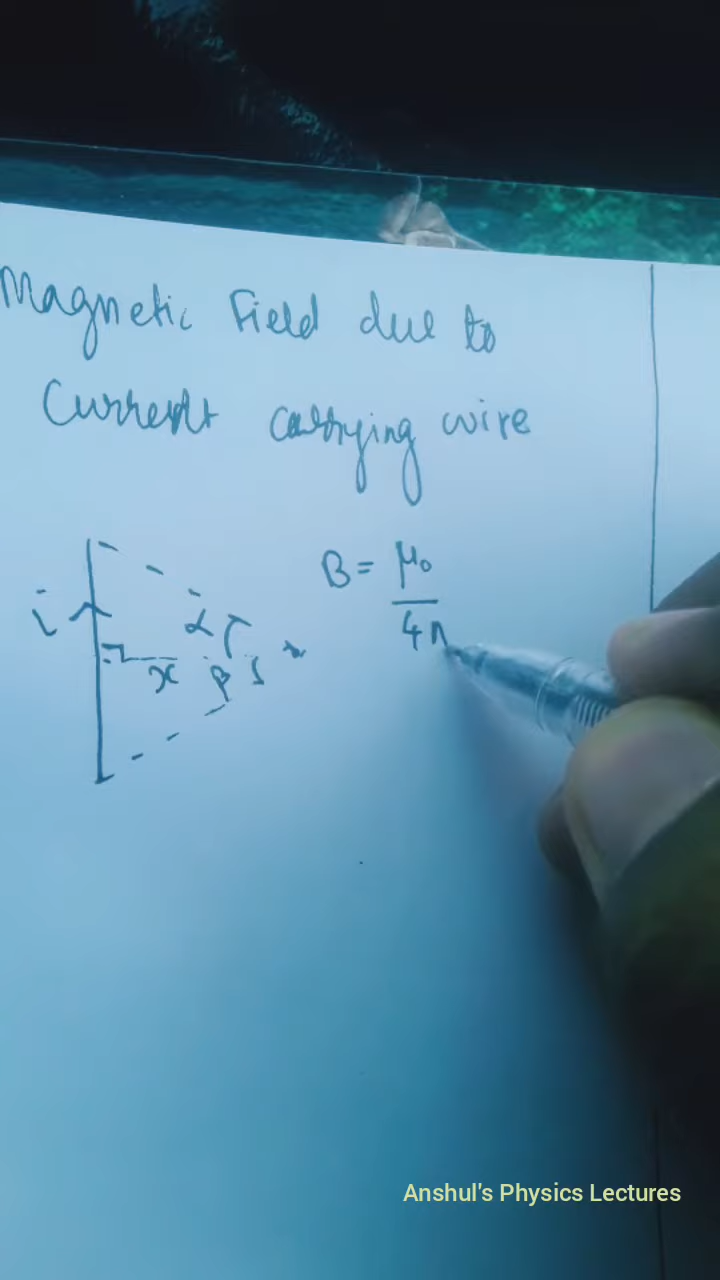 Magnetic Field due to
Current carrying wire
B = μ₀
4π
i
α
x β
Anshul's Physics Lectures